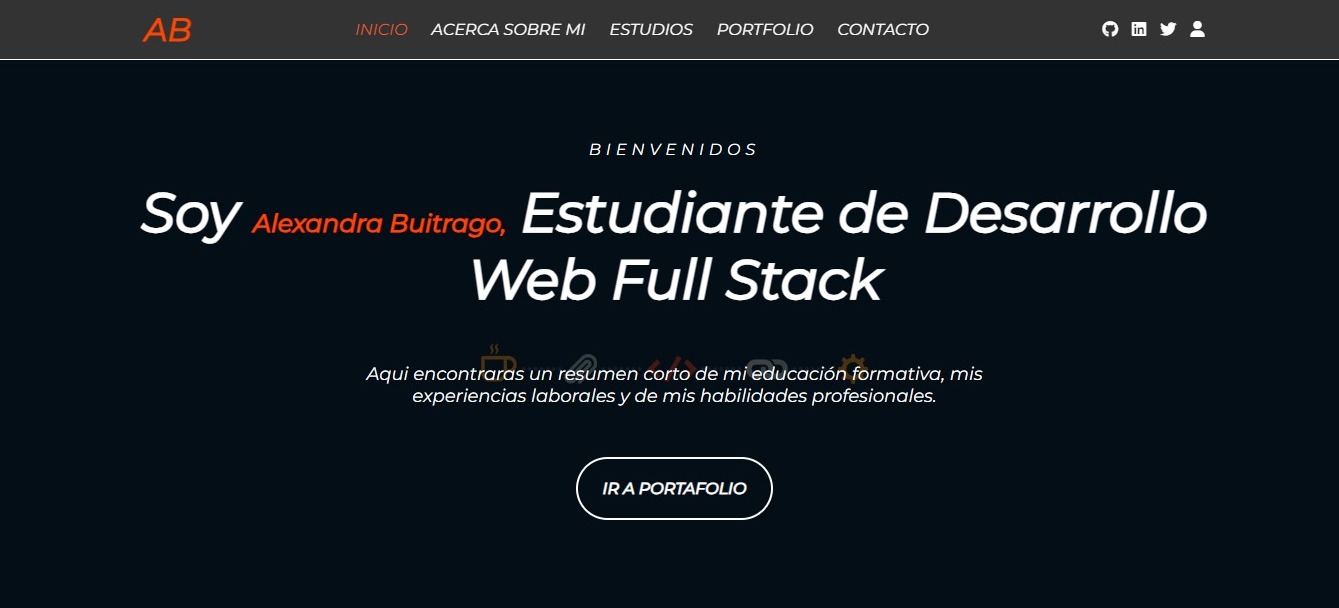 AB
INICIO ACERCA SOBRE MI ESTUDIOS PORTFOLIO CONTACTO
BIENVENIDOS
Soy Alexandra Buitrago, Estudiante de Desarrollo
Web Full Stack
Aqui encontraras un resumen corto de mi educación formativa, mis
experiencias laborales y de mis habilidades profesionales.
IR A PORTAFOLIO